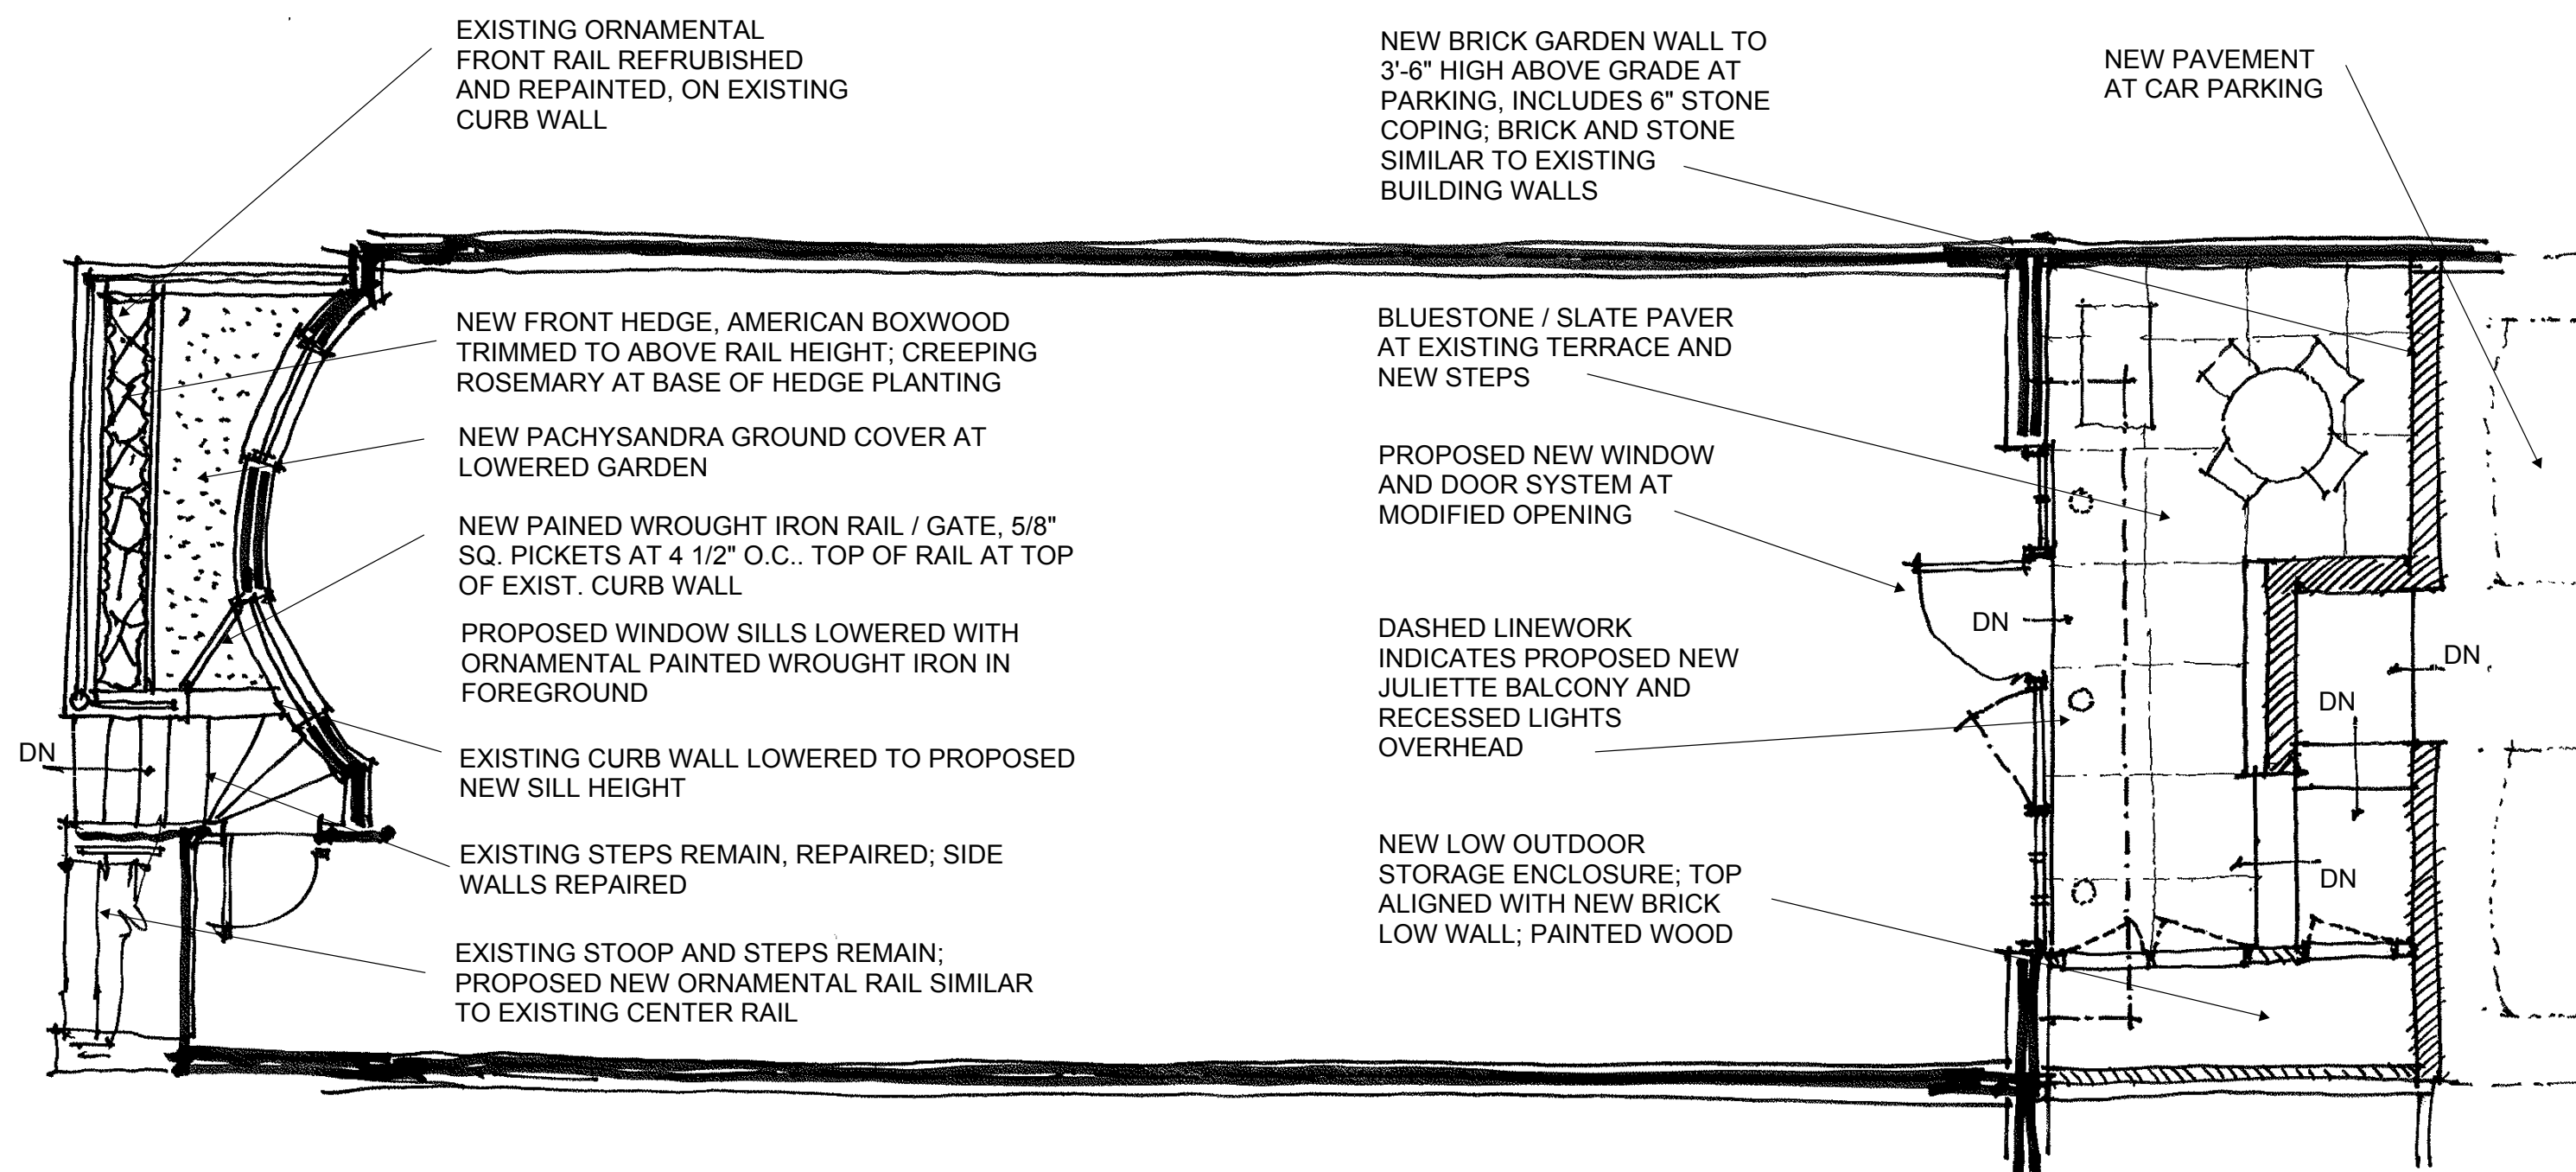 EXISTING ORNAMENTAL
FRONT RAIL REFRUBISHED
AND REPAINTED, ON EXISTING
CURB WALL
NEW FRONT HEDGE, AMERICAN BOXWOOD
TRIMMED TO ABOVE RAIL HEIGHT; CREEPING
ROSEMARY AT BASE OF HEDGE PLANTING
NEW PACHYSANDRA GROUND COVER AT
LOWERED GARDEN
NEW PAINED WROUGHT IRON RAIL / GATE, 5/8"
SQ. PICKETS AT 4 1/2" O.C.. TOP OF RAIL AT TOP
OF EXIST. CURB WALL
PROPOSED WINDOW SILLS LOWERED WITH
ORNAMENTAL PAINTED WROUGHT IRON IN
FOREGROUND
DN
EXISTING CURB WALL LOWERED TO PROPOSED
NEW SILL HEIGHT
EXISTING STEPS REMAIN, REPAIRED; SIDE
WALLS REPAIRED
EXISTING STOOP AND STEPS REMAIN;
PROPOSED NEW ORNAMENTAL RAIL SIMILAR
TO EXISTING CENTER RAIL
NEW BRICK GARDEN WALL TO
3'-6" HIGH ABOVE GRADE AT
PARKING, INCLUDES 6" STONE
COPING; BRICK AND STONE
SIMILAR TO EXISTING
BUILDING WALLS
BLUESTONE / SLATE PAVER
AT EXISTING TERRACE AND
NEW STEPS
PROPOSED NEW WINDOW
AND DOOR SYSTEM AT
MODIFIED OPENING
DASHED LINEWORK
INDICATES PROPOSED NEW
JULIETTE BALCONY AND
RECESSED LIGHTS
OVERHEAD
NEW LOW OUTDOOR
STORAGE ENCLOSURE; TOP
ALIGNED WITH NEW BRICK
LOW WALL; PAINTED WOOD
NEW PAVEMENT
AT CAR PARKING
DN
DN
DN
DN